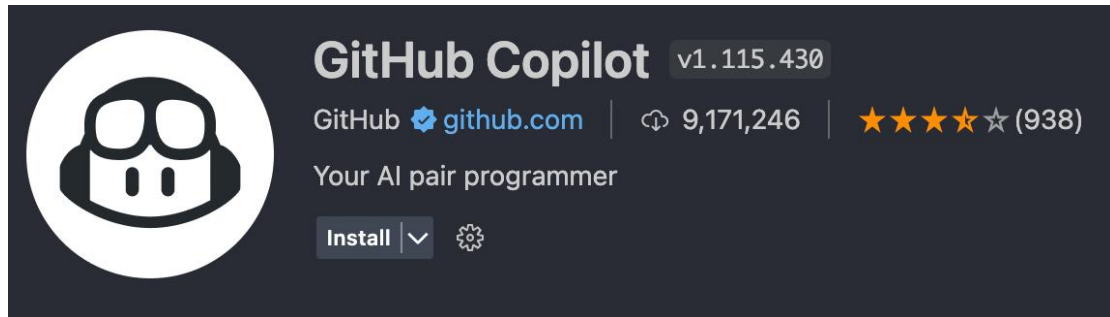 GitHub Copilot v1.115.430
GitHub github.com 9,171,246 (938)
Your AI pair programmer
Install